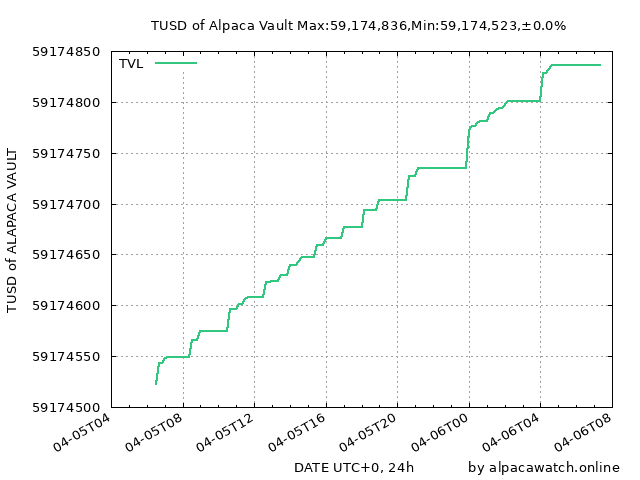 TUSD of Alpaca Vault Max:59,174,836,Min:59,174,523,±0.0%
TVL
59174850
59174800
59174750
59174700
59174650
59174600
59174550
59174500
TUSD of ALAPACA VAULT
04-05T04
04-05T08
04-05T12
04-05T16
04-05T20
04-06T00
04-06T04
04-06T08
DATE UTC+0, 24h
by alpacawatch.online